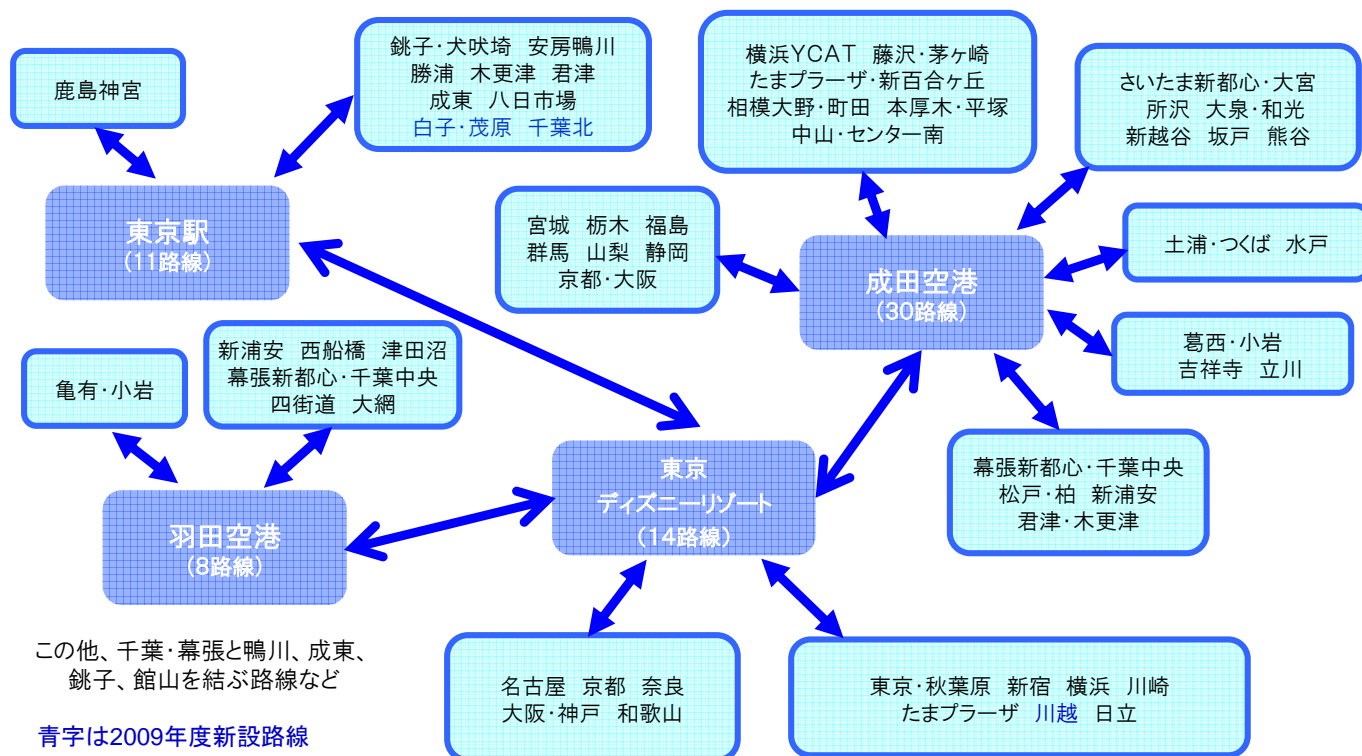 鹿島神宮
銚子・犬吠埼 安房鴨川
勝浦 木更津 君津
成東 八日市場
白子・茂原 千葉北
東京駅
(11路線)
横浜YCAT 藤沢・茅ヶ崎
たまプラーザ・新百合ヶ丘
相模大野・町田 本厚木・平塚
中山・センター南
さいたま新都心・大宮
所沢 大泉・和光
新越谷 坂戸 熊谷
宮城 栃木 福島
群馬 山梨 静岡
京都・大阪
成田空港
(30路線)
土浦・つくば 水戸
葛西・小岩
吉祥寺 立川
幕張新都心・千葉中央
松戸・柏 新浦安
君津・木更津
亀有・小岩
新浦安 西船橋 津田沼
幕張新都心・千葉中央
四街道 大網
羽田空港
(8路線)
東京
ディズニーリゾート
(14路線)
名古屋 京都 奈良
大阪・神戸 和歌山
東京・秋葉原 新宿 横浜 川崎
たまプラーザ 川越 日立
この他、千葉・幕張と鴨川、成東、
銚子、館山を結ぶ路線など
青字は2009年度新設路線